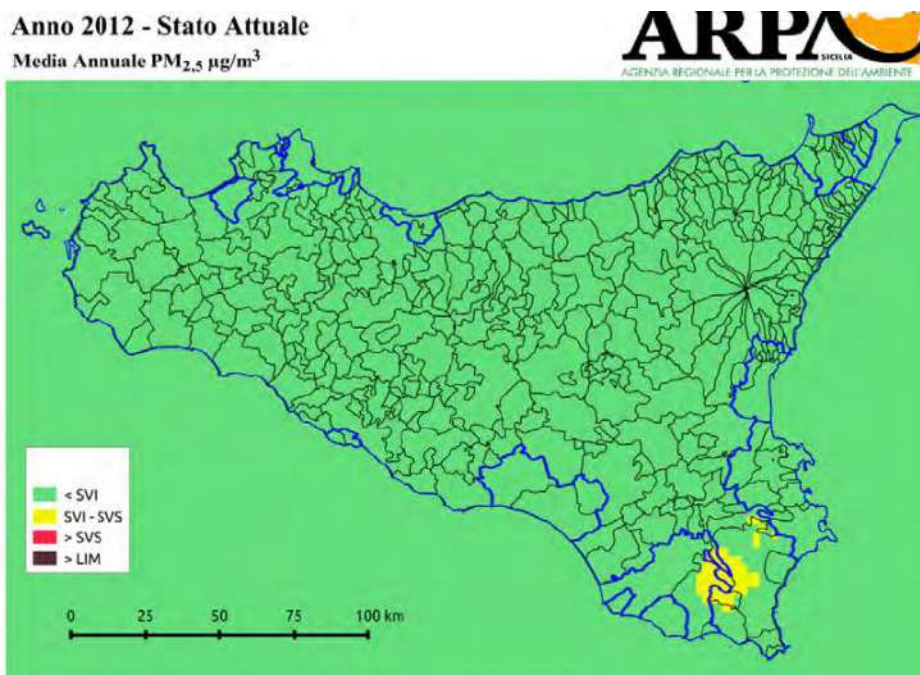 Anno 2012 - Stato Attuale
Media Annuale PM2,5 µg/m3
ARPA
SICILIA
AGENZIA REGIONALE PER LA PROTEZIONE DELL'AMBIENTE
< SVI
SVI - SVS
> SVS
> LIM
0 25 50 75 100 km